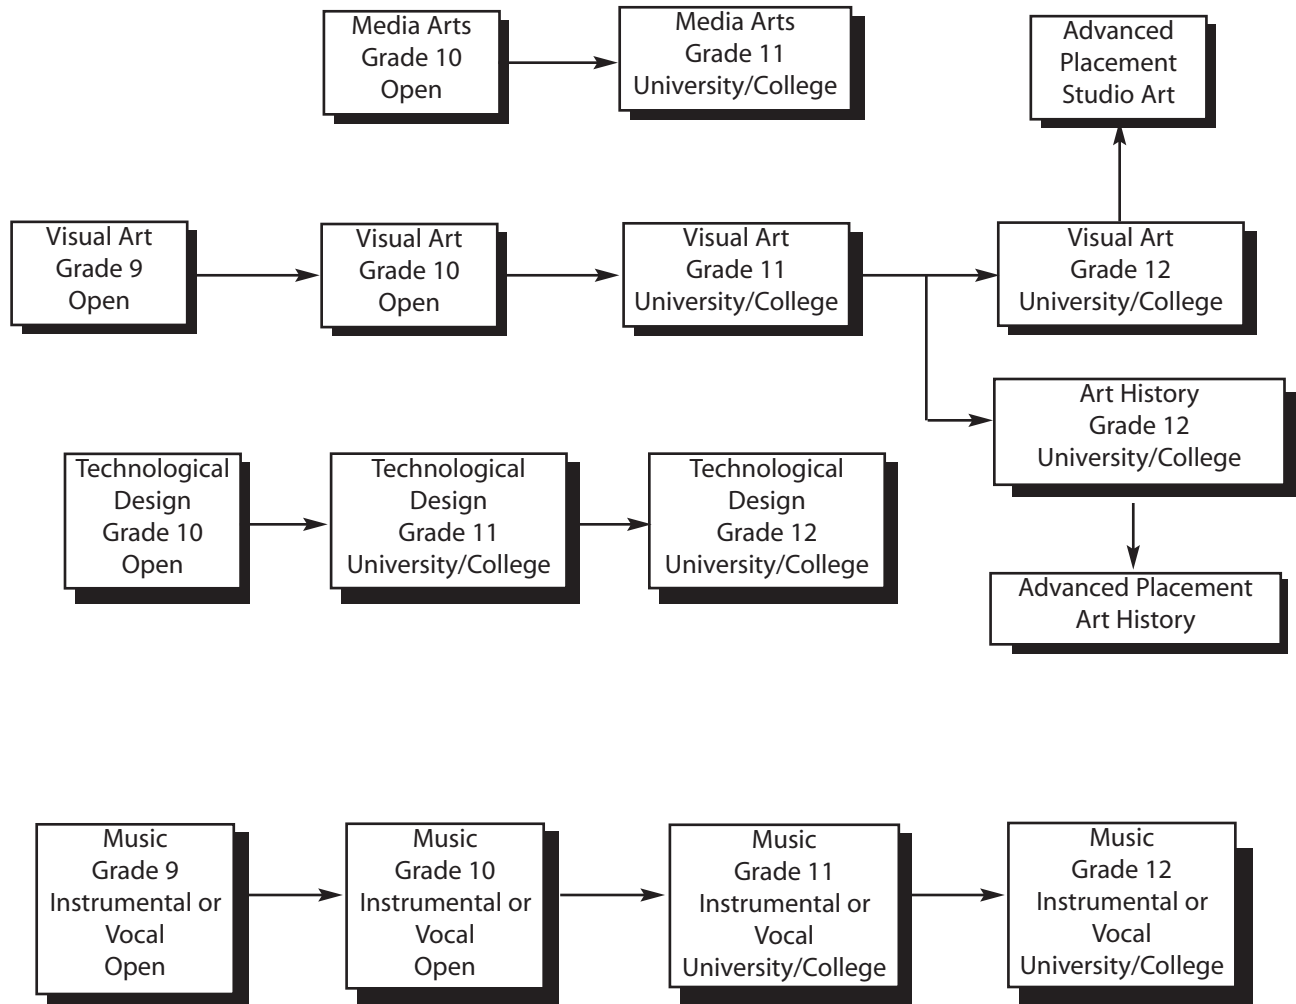 Media Arts
Grade 10
Open
Media Arts
Grade 11
University/College
Advanced
Placement
Studio Art
Visual Art
Grade 9
Open
Visual Art
Grade 10
Open
Visual Art
Grade 11
University/College
Visual Art
Grade 12
University/College
Art History
Grade 12
University/College
Technological
Design
Grade 10
Open
Technological
Design
Grade 11
University/College
Technological
Design
Grade 12
University/College
Advanced Placement
Art History
Music
Grade 9
Instrumental or
Vocal
Open
Music
Grade 10
Instrumental or
Vocal
Open
Music
Grade 11
Instrumental or
Vocal
University/College
Music
Grade 12
Instrumental or
Vocal
University/College